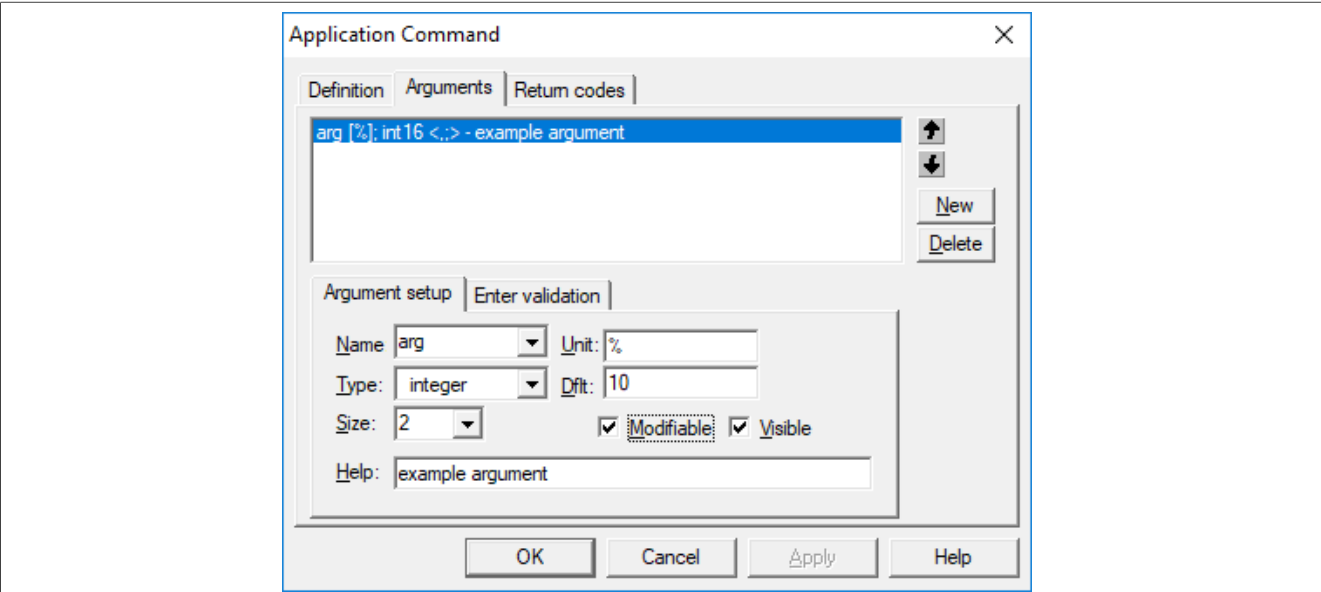 Application Command
Definition Arguments Return codes
arg [%]; int16 <,;> - example argument
New
Delete
Argument setup Enter validation
Name arg Unit: %
Type: integer Dflt: 10
Size: 2 Modifiable Visible
Help: example argument
OK Cancel Apply Help